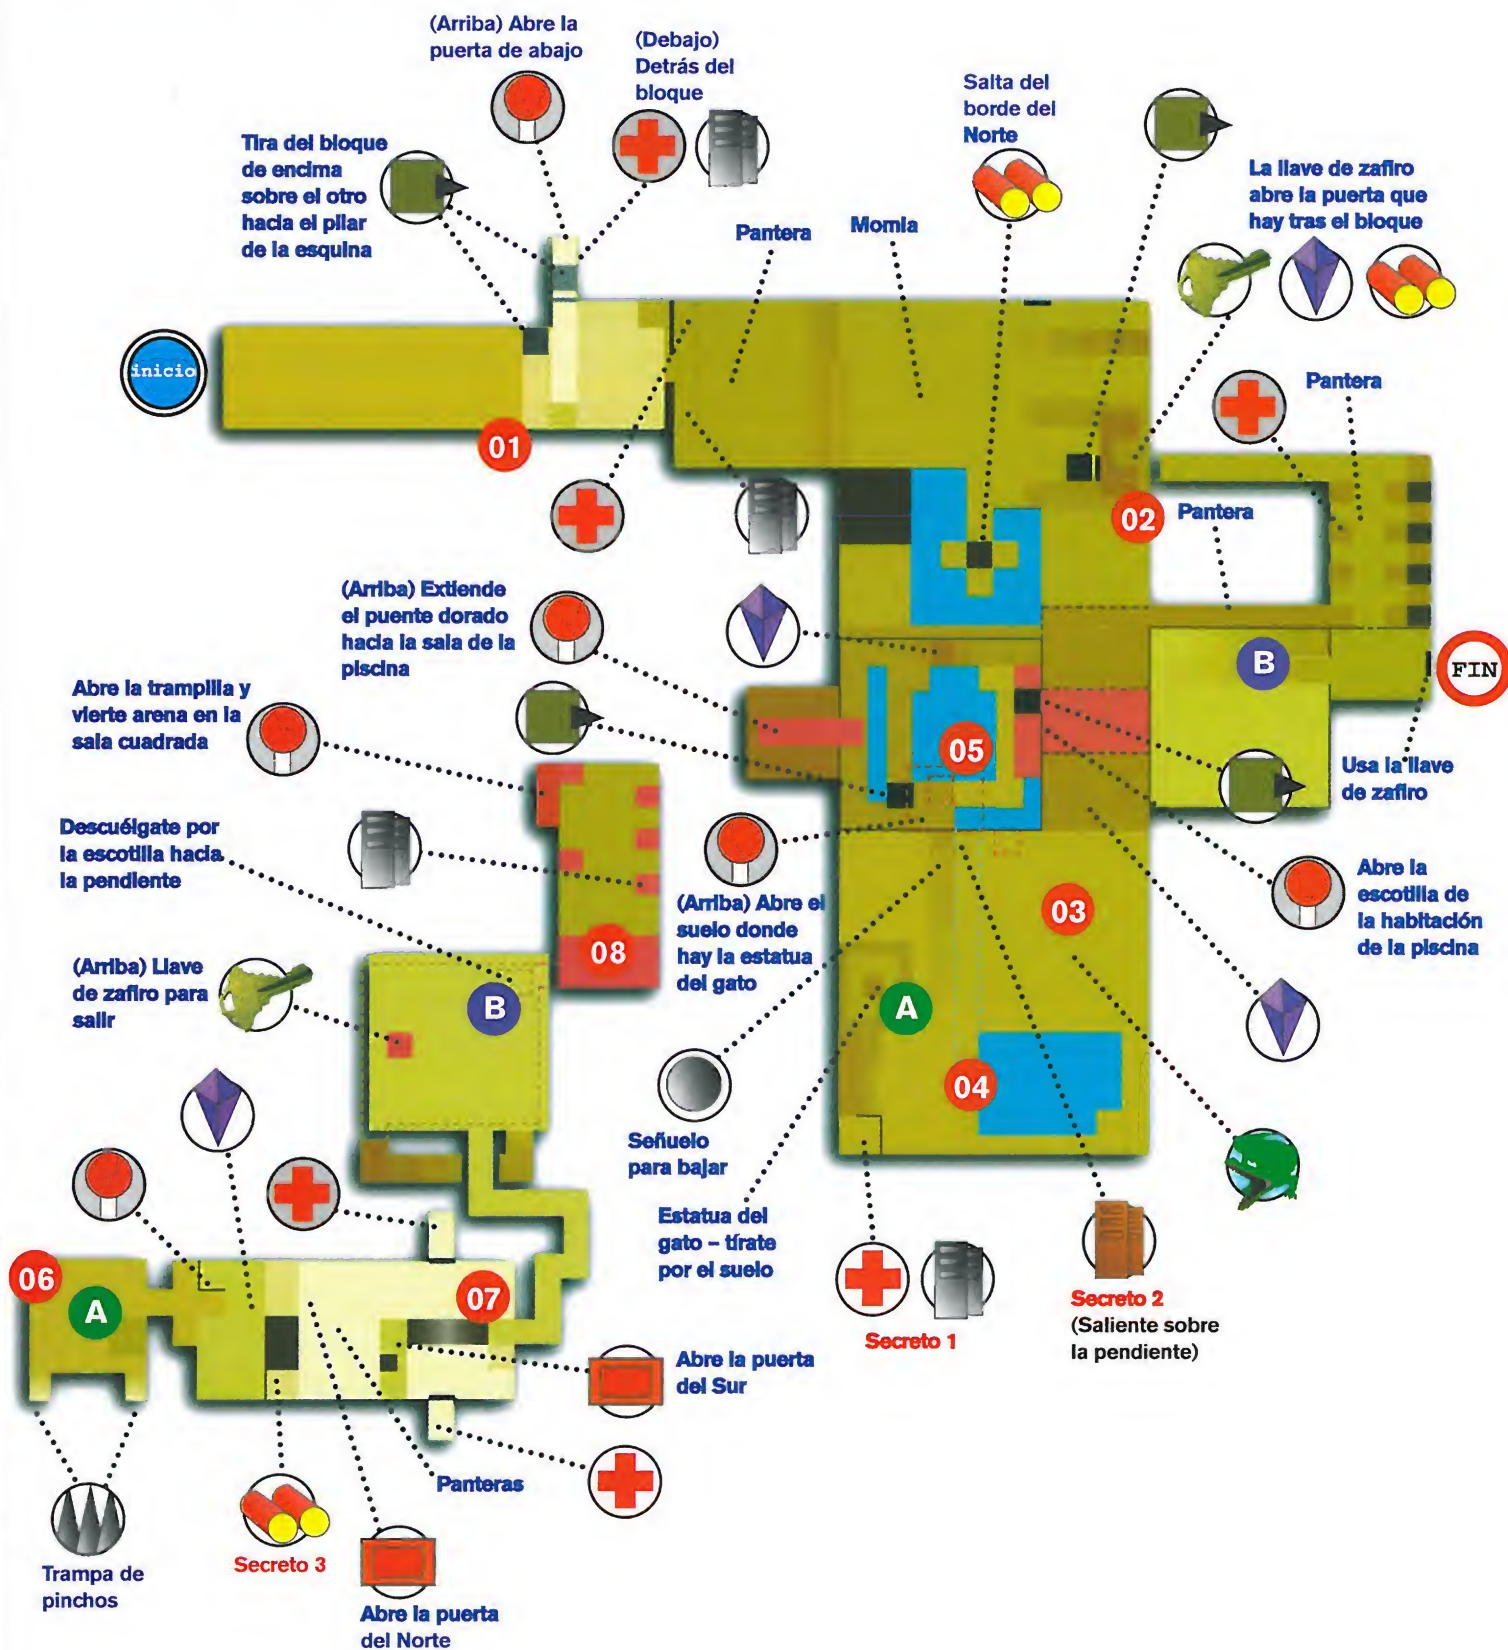 (Arriba) Abre la
puerta de abajo
(Debajo)
Detrás del
bloque
Salta del
borde del
Norte
Tira del bloque
de encima
sobre el otro
hacia el pilar
de la esquina
La llave de zafiro
abre la puerta que
hay tras el bloque
Pantera
Momia
inicio
Pantera
01
02
Pantera
(Arriba) Extiende
el puente dorado
hacia la sala de la
piscina
B
FIN
Abre la trampilla y
vierte arena en la
sala cuadrada
05
Usa la llave
de zafiro
Descuélgate por
la escotilla hacia
la pendiente
(Arriba) Abre el
suelo donde
hay la estatua
del gato
03
Abre la
escotilla de
la habitación
de la piscina
08
(Arriba) Llave
de zafiro para
salir
B
A
04
Señuelo
para bajar
Estatua del
gato – tírate
por el suelo
06
A
07
Secreto 1
Secreto 2
(Saliente sobre
la pendiente)
Abre la puerta
del Sur
Panteras
Secreto 3
Trampa de
pinchos
Abre la puerta
del Norte